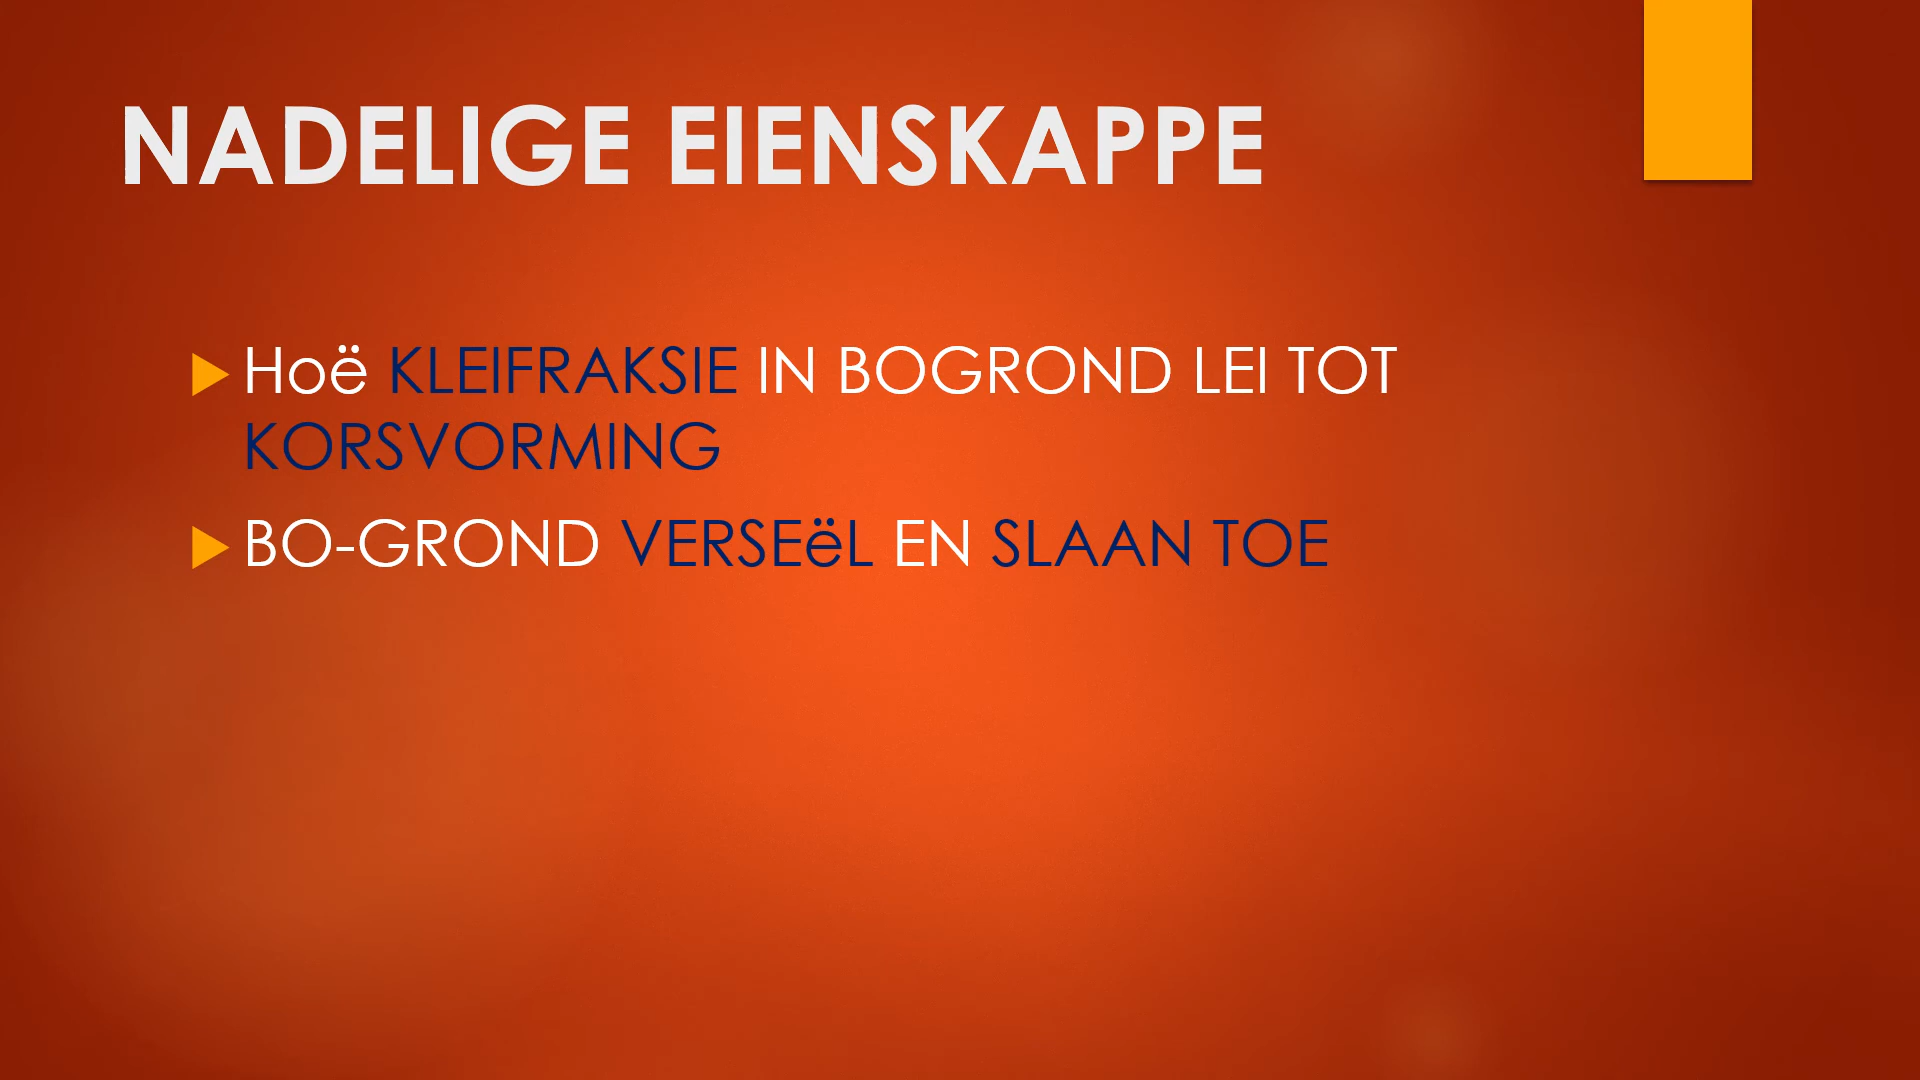 NADELIGE EIENSKAPPE
Hoë KLEIFRAKSIE IN BOGROND LEI TOT
KORSVORMING
BO-GROND VERSEëL EN SLAAN TOE